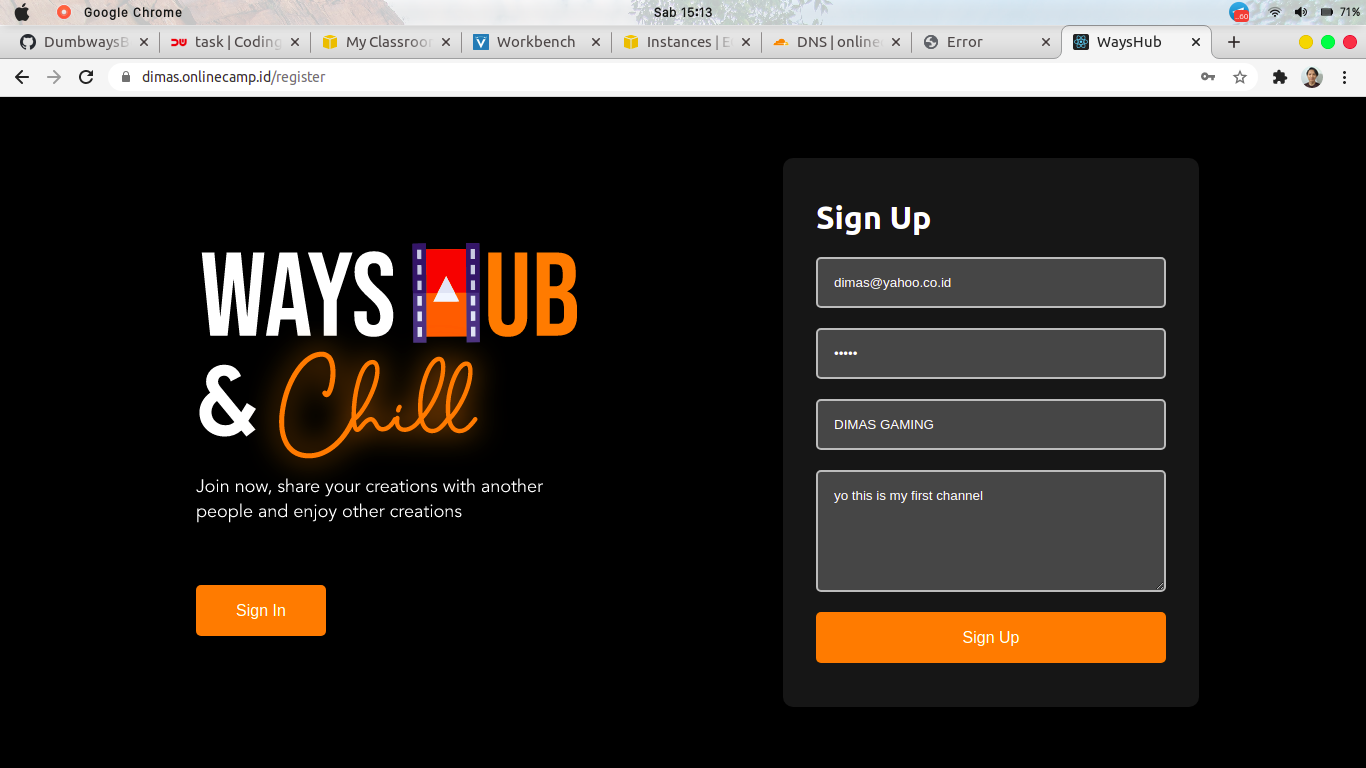 Google Chrome
Sab 15:13
60
71%
DumbwaysB
task | Coding
My Classroo
Workbench
Instances | E
DNS | online
Error
WaysHub
dimas.onlinecamp.id/register
WAYS HUB
& Chill
Join now, share your creations with another
people and enjoy other creations
Sign In
Sign Up
dimas@yahoo.co.id
•••••
DIMAS GAMING
yo this is my first channel
Sign Up